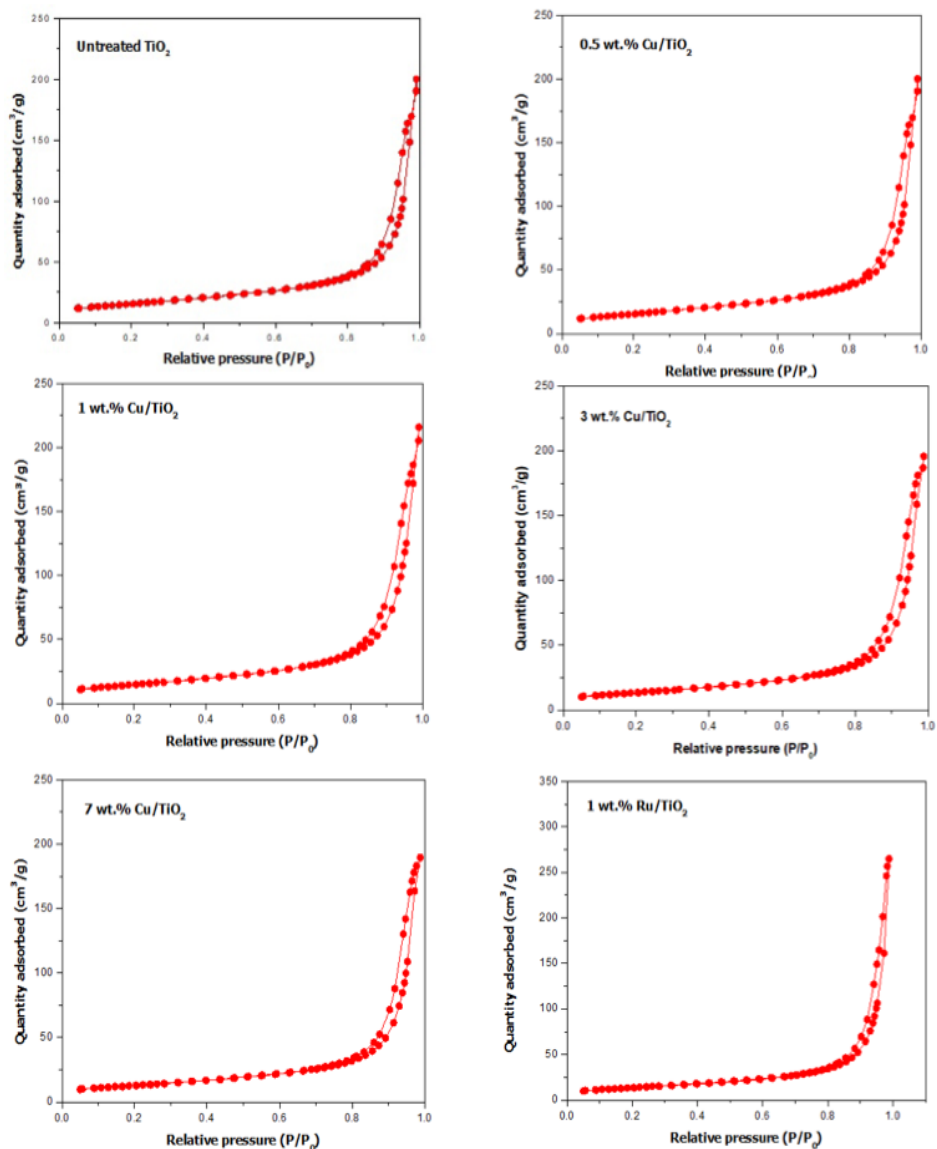 Untreated TiO₂
Quantity adsorbed (cm³/g)
250
200
150
100
50
0
0.0 0.2 0.4 0.6 0.8 1.0
Relative pressure (P/P₀)
0.5 wt.% Cu/TiO₂
Quantity adsorbed (cm³/g)
250
200
150
100
50
0
0.0 0.2 0.4 0.6 0.8 1.0
Relative pressure (P/P₀)
1 wt.% Cu/TiO₂
Quantity adsorbed (cm³/g)
250
200
150
100
50
0
0.0 0.2 0.4 0.6 0.8 1.0
Relative pressure (P/P₀)
3 wt.% Cu/TiO₂
Quantity adsorbed (cm³/g)
250
200
150
100
50
0
0.0 0.2 0.4 0.6 0.8 1.0
Relative pressure (P/P₀)
7 wt.% Cu/TiO₂
Quantity adsorbed (cm³/g)
250
200
150
100
50
0
0.0 0.2 0.4 0.6 0.8 1.0
Relative pressure (P/P₀)
1 wt.% Ru/TiO₂
Quantity adsorbed (cm³/g)
350
300
250
200
150
100
50
0
0.0 0.2 0.4 0.6 0.8 1.0
Relative pressure (P/P₀)